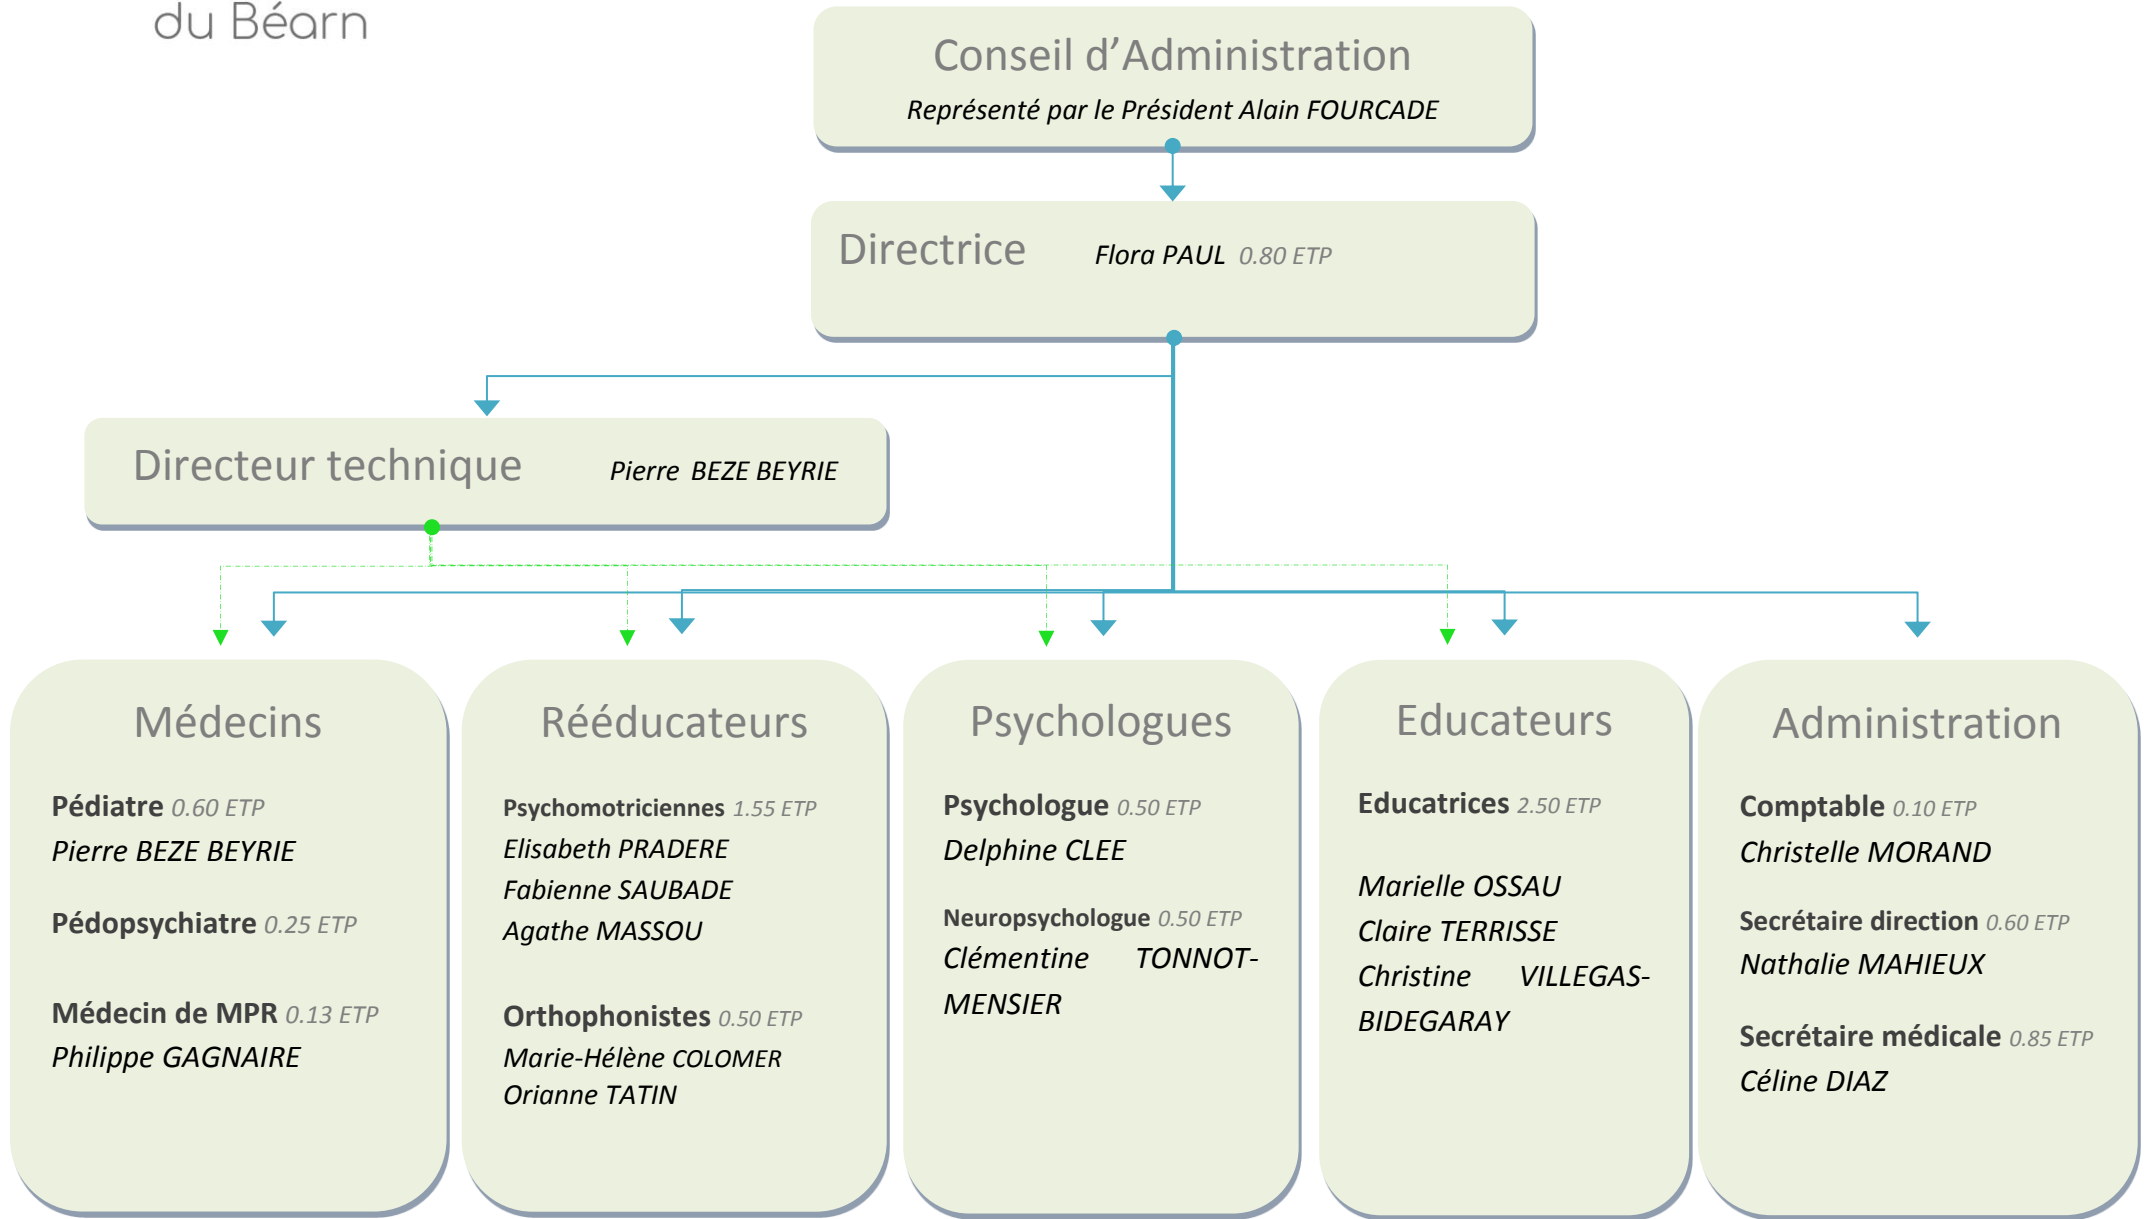 du Béarn
Conseil d’Administration
Représenté par le Président Alain FOURCADE
Directrice Flora PAUL 0.80 ETP
Directeur technique Pierre BEZE BEYRIE
Médecins
Pédiatre 0.60 ETP
Pierre BEZE BEYRIE
Pédopsychiatre 0.25 ETP
Médecin de MPR 0.13 ETP
Philippe GAGNAIRE
Rééducateurs
Psychomotriciennes 1.55 ETP
Elisabeth PRADERE
Fabienne SAUBADE
Agathe MASSOU
Orthophonistes 0.50 ETP
Marie-Hélène COLOMER
Orianne TATIN
Psychologues
Psychologue 0.50 ETP
Delphine CLEE
Neuropsychologue 0.50 ETP
Clémentine TONNOT-
MENSIER
Educateurs
Educatrices 2.50 ETP
Marielle OSSAU
Claire TERRISSE
Christine VILLEGAS-
BIDEGARAY
Administration
Comptable 0.10 ETP
Christelle MORAND
Secrétaire direction 0.60 ETP
Nathalie MAHIEUX
Secrétaire médicale 0.85 ETP
Céline DIAZ